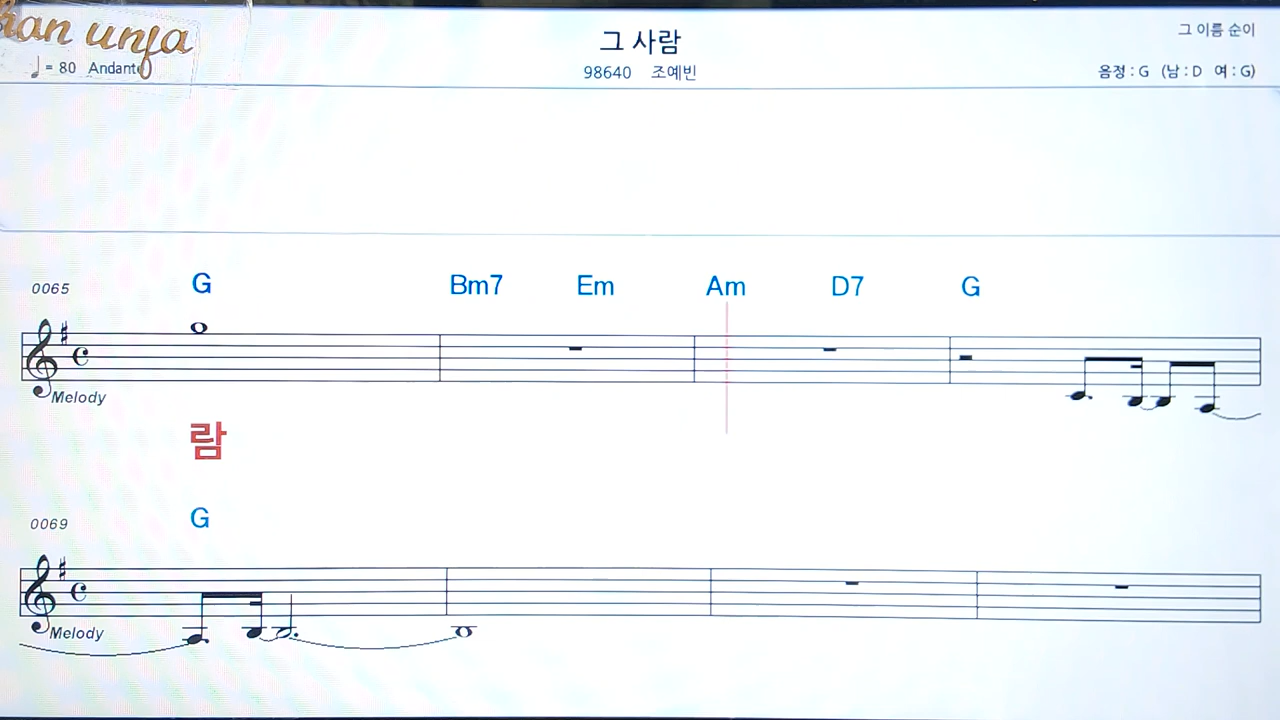 han unja
♩= 80 Andante
그 사람
98640 조예빈
그 이름 순이
음정 : G (남 : D 여 : G)
0065 G Bm7 Em Am D7 G
Melody
람
0069 G
Melody